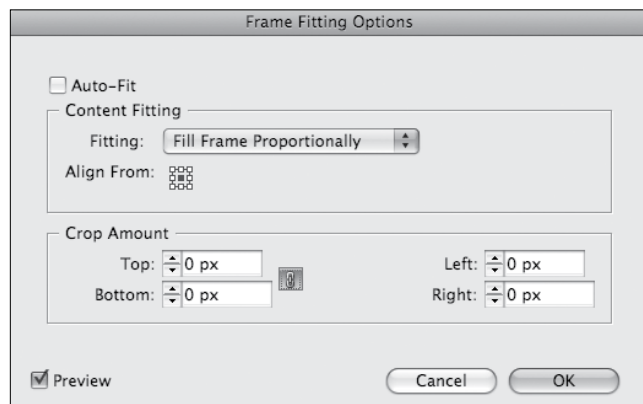 Frame Fitting Options
Auto-Fit
Content Fitting
Fitting: Fill Frame Proportionally
Align From:
Crop Amount
Top: 0 px Left: 0 px
Bottom: 0 px Right: 0 px
Preview Cancel OK